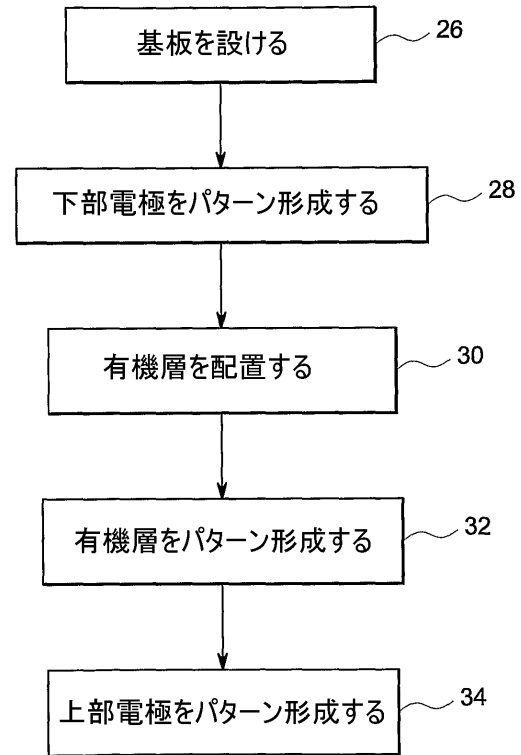 基板を設ける
26
下部電極をパターン形成する
28
有機層を配置する
30
有機層をパターン形成する
32
上部電極をパターン形成する
34